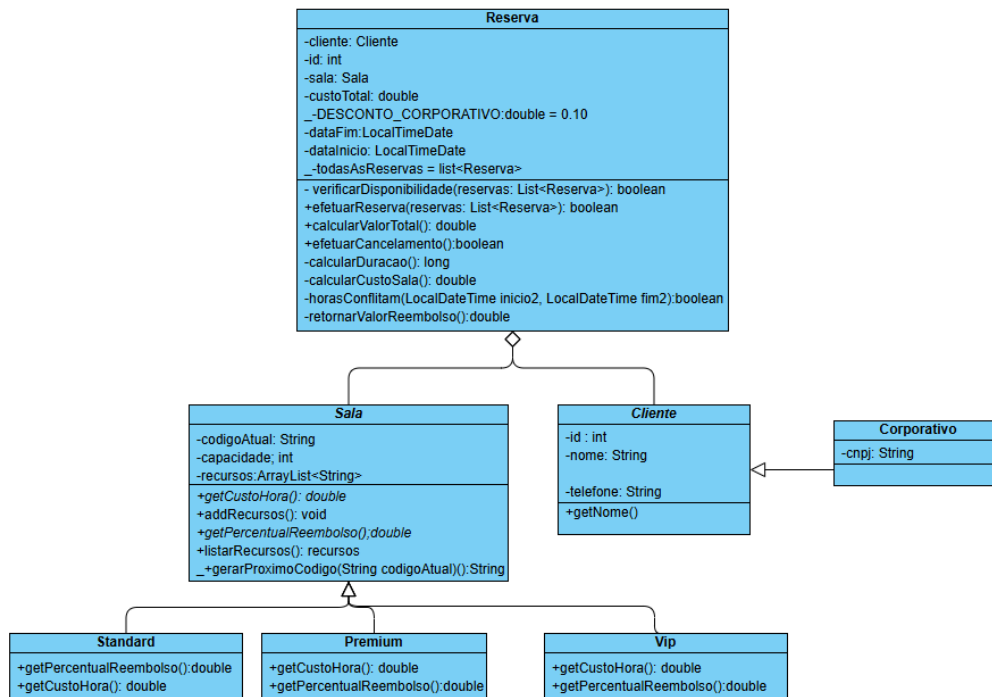 Reserva
-cliente: Cliente
-id: int
-sala: Sala
-custoTotal: double
_-DESCONTO_CORPORATIVO:double = 0.10
-dataFim:LocalTimeDate
-dataInicio: LocalTimeDate
_-todasAsReservas = list<Reserva>
- verificarDisponibilidade(reservas: List<Reserva>): boolean
+efetuarReserva(reservas: List<Reserva>): boolean
+calcularValorTotal(): double
+efetuarCancelamento():boolean
-calcularDuracao(): long
-calcularCustoSala(): double
-horasConflitam(LocalDateTime inicio2, LocalDateTime fim2):boolean
-retornarValorReembolso():double
Sala
-codigoAtual: String
-capacidade; int
-recursos:ArrayList<String>
+getCustoHora(): double
+addRecursos(): void
+getPercentualReembolso();double
+listarRecursos(): recursos
_+gerarProximoCodigo(String codigoAtual)():String
Cliente
-id : int
-nome: String
-telefone: String
+getNome()
Corporativo
-cnpj: String
Standard
+getPercentualReembolso():double
+getCustoHora(): double
Premium
+getCustoHora(): double
+getPercentualReembolso():double
Vip
+getCustoHora(): double
+getPercentualReembolso():double